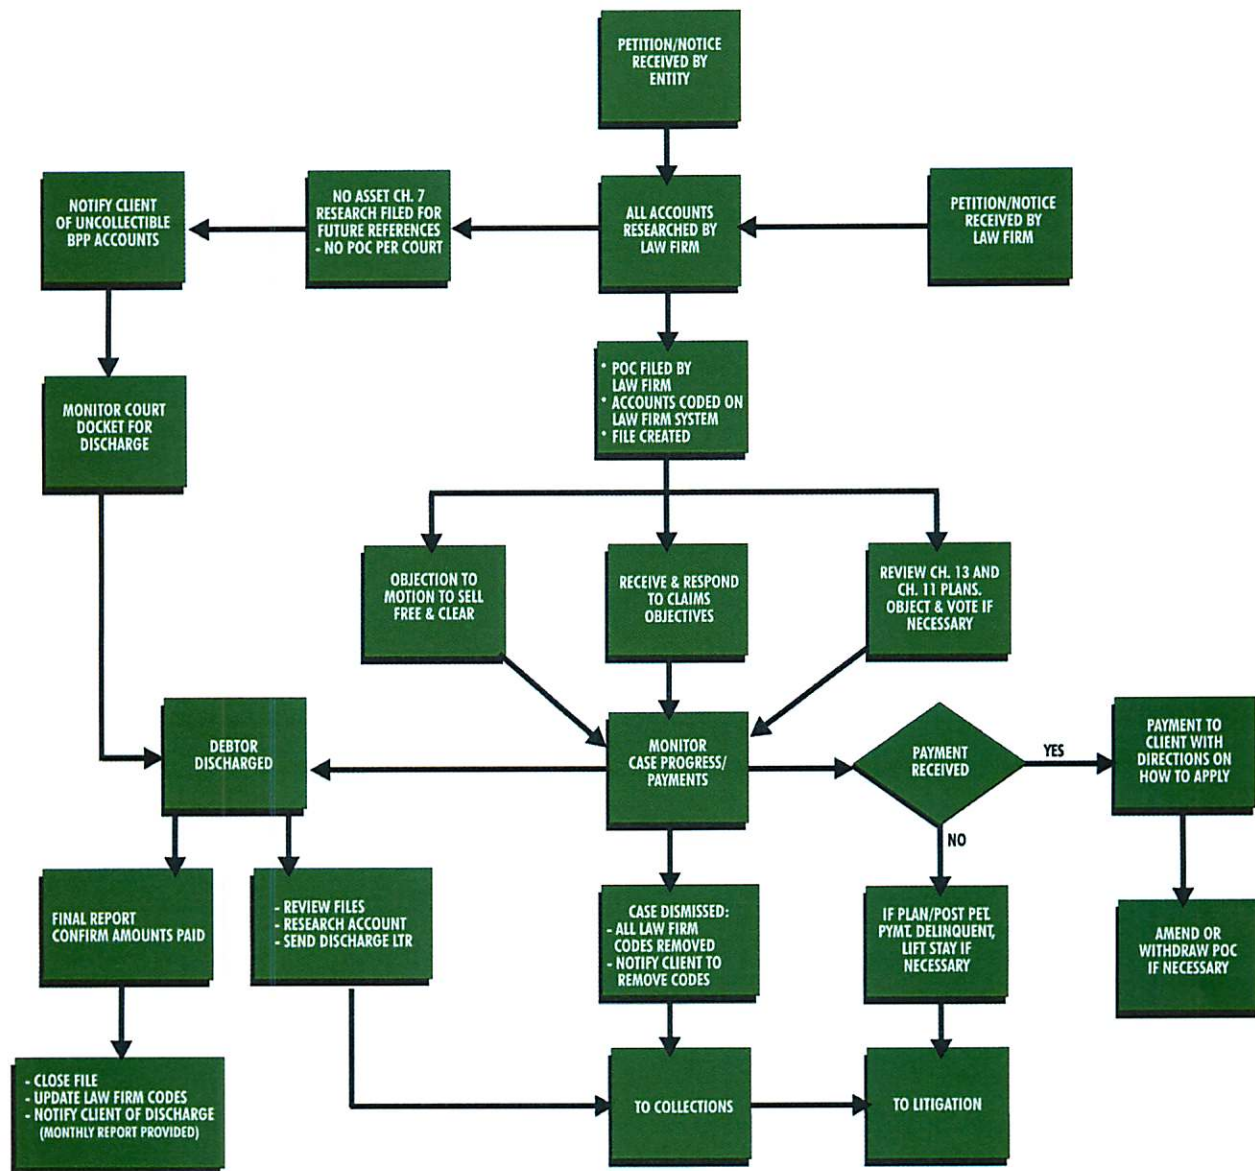 PETITION/NOTICE
RECEIVED BY
ENTITY
NOTIFY CLIENT
OF UNCOLLECTIBLE
BPP ACCOUNTS
NO ASSET CH. 7
RESEARCH FILED FOR
FUTURE REFERENCES
- NO POC PER COURT
ALL ACCOUNTS
RESEARCHED BY
LAW FIRM
PETITION/NOTICE
RECEIVED BY
LAW FIRM
MONITOR COURT
DOCKET FOR
DISCHARGE
• POC FILED BY
LAW FIRM
• ACCOUNTS CODED ON
LAW FIRM SYSTEM
• FILE CREATED
OBJECTION TO
MOTION TO SELL
FREE & CLEAR
RECEIVE & RESPOND
TO CLAIMS
OBJECTIVES
REVIEW CH. 13 AND
CH. 11 PLANS.
OBJECT & VOTE IF
NECESSARY
DEBTOR
DISCHARGED
MONITOR
CASE PROGRESS/
PAYMENTS
PAYMENT
RECEIVED
YES
PAYMENT TO
CLIENT WITH
DIRECTIONS ON
HOW TO APPLY
NO
FINAL REPORT
CONFIRM AMOUNTS PAID
- REVIEW FILES
- RESEARCH ACCOUNT
- SEND DISCHARGE LTR
CASE DISMISSED:
- ALL LAW FIRM
CODES REMOVED
- NOTIFY CLIENT TO
REMOVE CODES
IF PLAN/POST PET.
PYMT. DELINQUENT,
LIFT STAY IF
NECESSARY
AMEND OR
WITHDRAW POC
IF NECESSARY
- CLOSE FILE
- UPDATE LAW FIRM CODES
- NOTIFY CLIENT OF DISCHARGE
(MONTHLY REPORT PROVIDED)
TO COLLECTIONS
TO LITIGATION